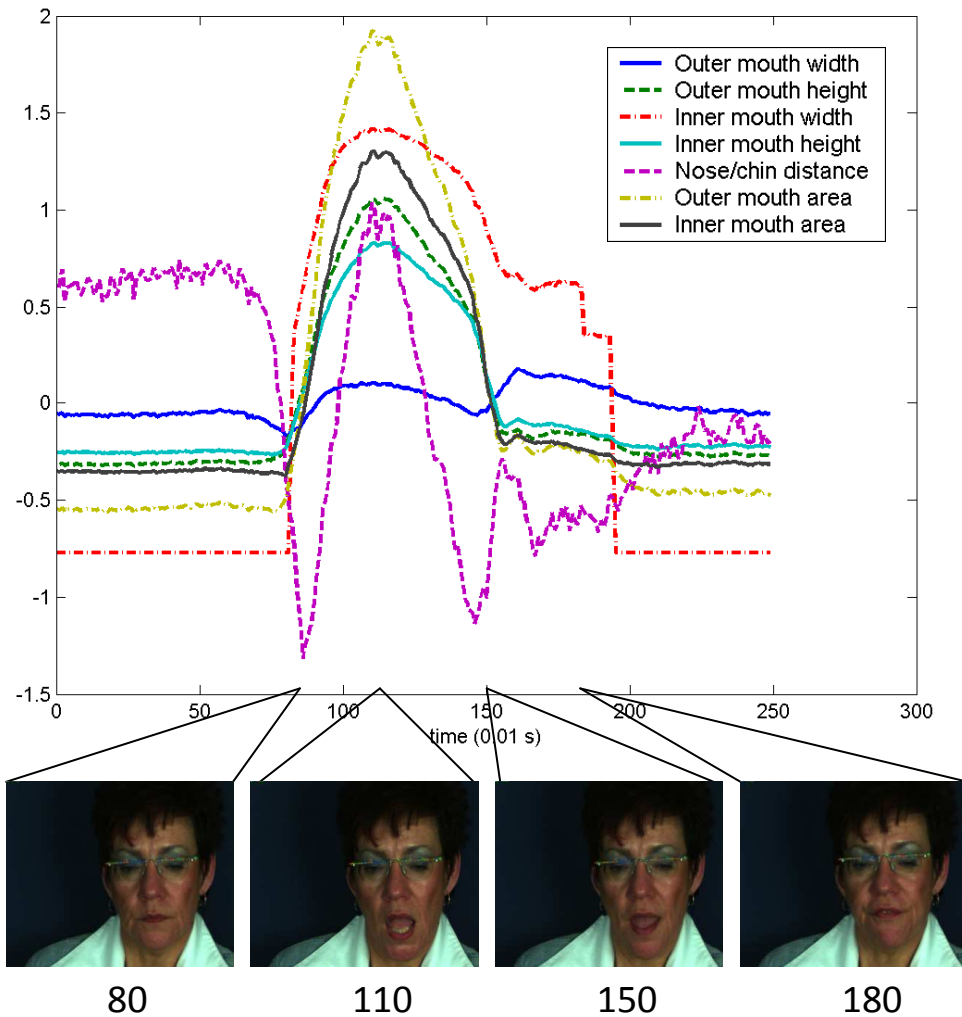 2
1.5
1
0.5
0
-0.5
-1
-1.5
Outer mouth width
Outer mouth height
Inner mouth width
Inner mouth height
Nose/chin distance
Outer mouth area
Inner mouth area
0 50 100 150 200 250 300
time (0.01 s)
80 110 150 180